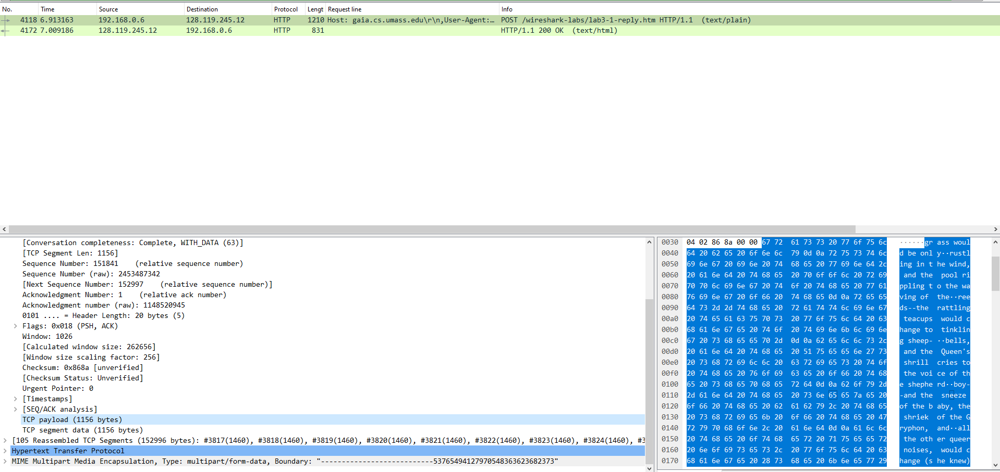 No. Time Source Destination Protocol Lengt Request line Info
4118 6.913163 192.168.0.6 128.119.245.12 HTTP 1210 Host: gaia.cs.umass.edu\r\n,User-Agent:… POST /wireshark-labs/lab3-1-reply.htm HTTP/1.1 (text/plain)
4172 7.009186 128.119.245.12 192.168.0.6 HTTP 831 HTTP/1.1 200 OK (text/html)
[Conversation completeness: Complete, WITH_DATA (63)]
[TCP Segment Len: 1156]
Sequence Number: 151841 (relative sequence number)
Sequence Number (raw): 2453487342
[Next Sequence Number: 152997 (relative sequence number)]
Acknowledgment Number: 1 (relative ack number)
Acknowledgment number (raw): 1148520945
0101 .... = Header Length: 20 bytes (5)
Flags: 0x018 (PSH, ACK)
Window: 1026
[Calculated window size: 262656]
[Window size scaling factor: 256]
Checksum: 0x868a [unverified]
[Checksum Status: Unverified]
Urgent Pointer: 0
[Timestamps]
[SEQ/ACK analysis]
TCP payload (1156 bytes)
TCP segment data (1156 bytes)
[105 Reassembled TCP Segments (152996 bytes): #3817(1460), #3818(1460), #3819(1460), #3820(1460), #3821(1460), #3822(1460), #3823(1460), #3824(1460), #3
Hypertext Transfer Protocol
MIME Multipart Media Encapsulation, Type: multipart/form-data, Boundary: "---------------------------53765494127970548363623682373"
0030 04 02 86 8a 00 00 67 72 61 73 73 20 77 6f 75 6c ······gr ass woul
0040 64 20 62 65 20 6f 6e 6c 79 0d 0a 72 75 73 74 6c d be onl y··rustl
0050 69 6e 67 20 69 6e 20 74 68 65 20 77 69 6e 64 2c ing in t he wind,
0060 20 61 6e 64 20 74 68 65 20 70 6f 6f 6c 20 72 69 and the pool ri
0070 70 70 6c 69 6e 67 20 74 6f 20 74 68 65 20 77 61 ppling t o the wa
0080 76 69 6e 67 20 6f 66 20 74 68 65 0d 0a 72 65 65 ving of the··ree
0090 64 73 2d 2d 74 68 65 20 72 61 74 74 6c 69 6e 67 ds--the rattling
00a0 20 74 65 61 63 75 70 73 20 77 6f 75 6c 64 20 63 teacups would c
00b0 68 61 6e 67 65 20 74 6f 20 74 69 6e 6b 6c 69 6e hange to tinklin
00c0 67 20 73 68 65 65 70 2d 0d 0a 62 65 6c 6c 73 2c g sheep- ··bells,
00d0 20 61 6e 64 20 74 68 65 20 51 75 65 65 6e 27 73 and the Queen's
00e0 20 73 68 72 69 6c 6c 20 63 72 69 65 73 20 74 6f shrill cries to
00f0 20 74 68 65 20 76 6f 69 63 65 20 6f 66 20 74 68 the voi ce of th
0100 65 20 73 68 65 70 68 65 72 64 0d 0a 62 6f 79 2d e shephe rd··boy-
0110 2d 61 6e 64 20 74 68 65 20 73 6e 65 65 7a 65 20 -and the sneeze
0120 6f 66 20 74 68 65 20 62 61 62 79 2c 20 74 68 65 of the b aby, the
0130 20 73 68 72 69 65 6b 20 6f 66 20 74 68 65 20 47 shriek of the G
0140 72 79 70 68 6f 6e 2c 20 61 6e 64 0d 0a 61 6c 6c ryphon, and··all
0150 20 74 68 65 20 6f 74 68 65 72 20 71 75 65 65 72 the oth er queer
0160 20 6e 6f 69 73 65 73 2c 20 77 6f 75 6c 64 20 63 noises, would c
0170 68 61 6e 67 65 20 28 73 68 65 20 6b 6e 65 77 29 hange (s he knew)